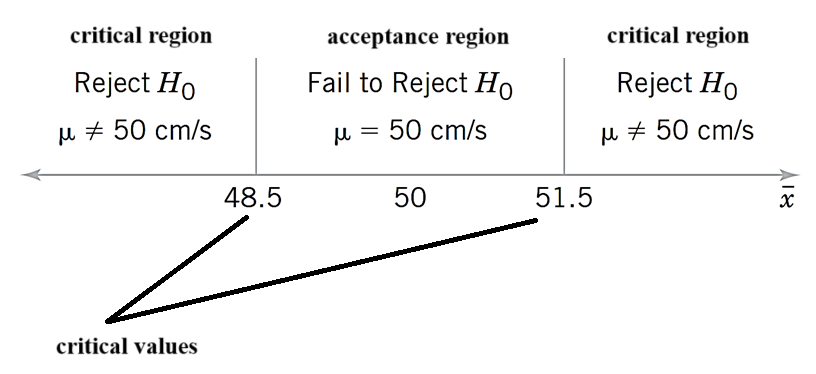 critical region acceptance region critical region
Reject H₀ Fail to Reject H₀ Reject H₀
μ ≠ 50 cm/s μ = 50 cm/s μ ≠ 50 cm/s
48.5 50 51.5 x̅
critical values